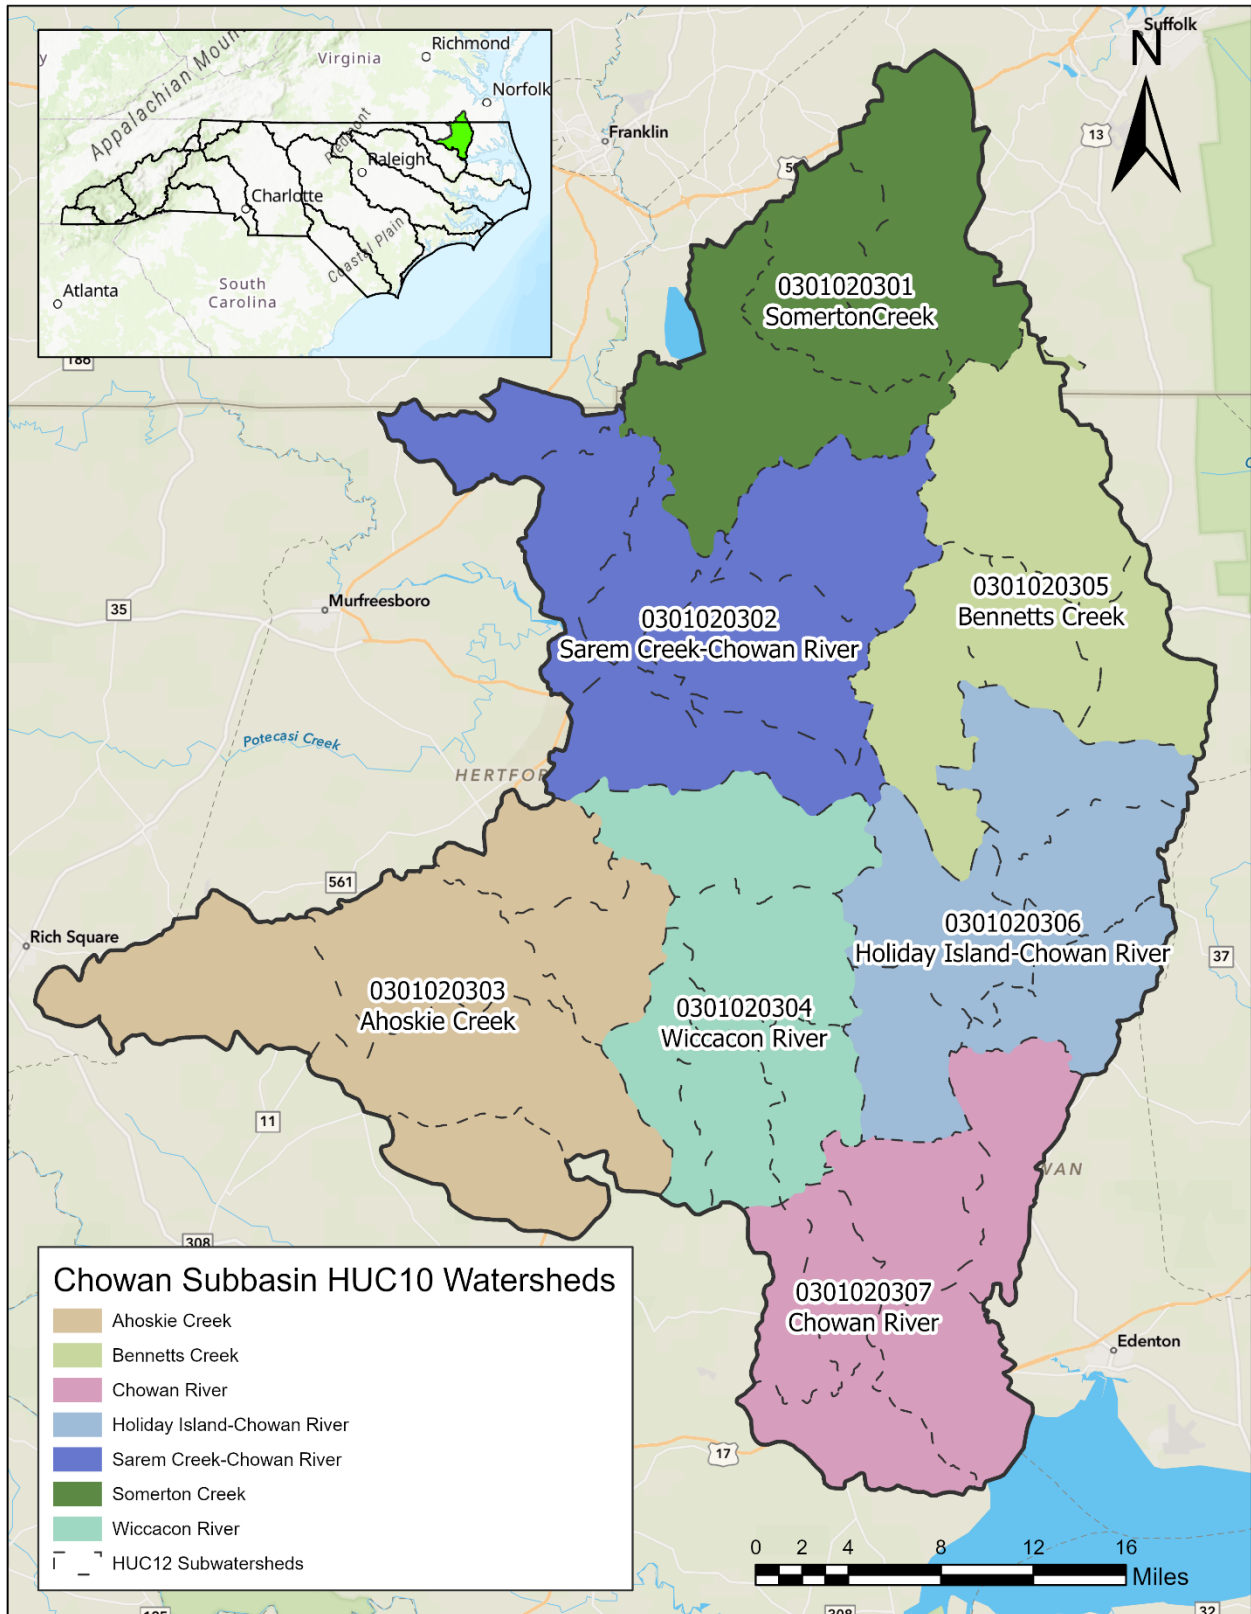 Suffolk
N
Richmond
Virginia
Appalachian Moun
Norfolk
Piedmont
Raleigh
Charlotte
Coastal Plain
South
Carolina
Atlanta
Franklin
13
0301020301
SomertonCreek
35
Murfreesboro
0301020305
Bennetts Creek
0301020302
Sarem Creek-Chowan River
Potecasi Creek
HERTFOR
561
Rich Square
0301020306
Holiday Island-Chowan River
37
0301020303
Ahoskie Creek
0301020304
Wiccacon River
11
VAN
308
0301020307
Chowan River
Edenton
17
Chowan Subbasin HUC10 Watersheds
Ahoskie Creek
Bennetts Creek
Chowan River
Holiday Island-Chowan River
Sarem Creek-Chowan River
Somerton Creek
Wiccacon River
HUC12 Subwatersheds
0 2 4 8 12 16
Miles
32